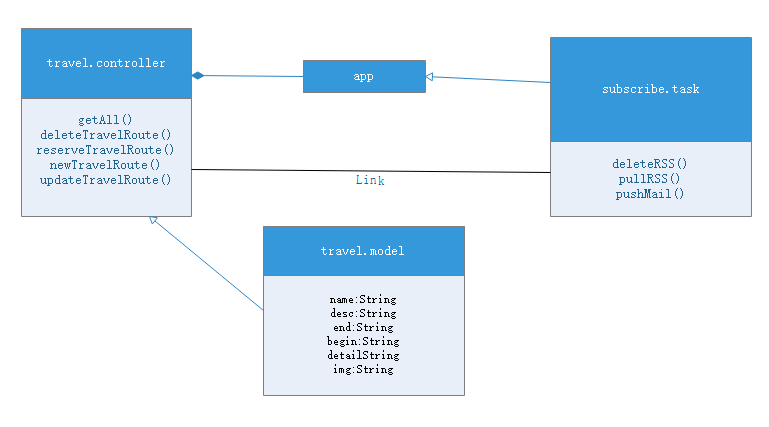 travel.controller
getAll()
deleteTravelRoute()
reserveTravelRoute()
newTravelRoute()
updateTravelRoute()
app
subscribe.task
deleteRSS()
pullRSS()
pushMail()
Link
travel.model
name:String
desc:String
end:String
begin:String
detailString
img:String